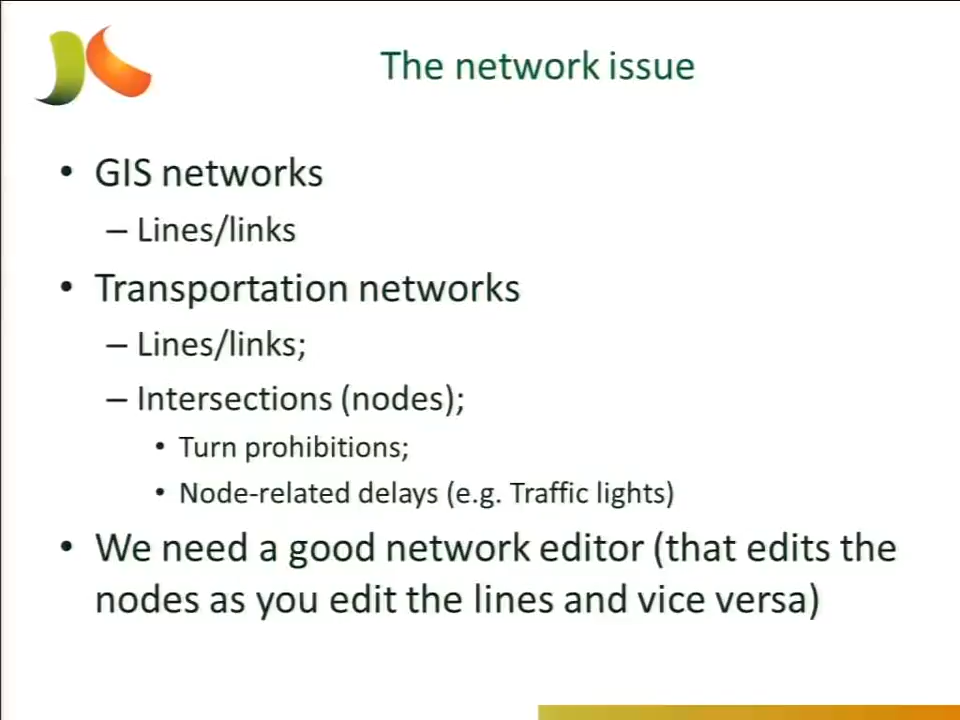 The network issue
• GIS networks
– Lines/links
• Transportation networks
– Lines/links;
– Intersections (nodes);
• Turn prohibitions;
• Node-related delays (e.g. Traffic lights)
• We need a good network editor (that edits the
nodes as you edit the lines and vice versa)